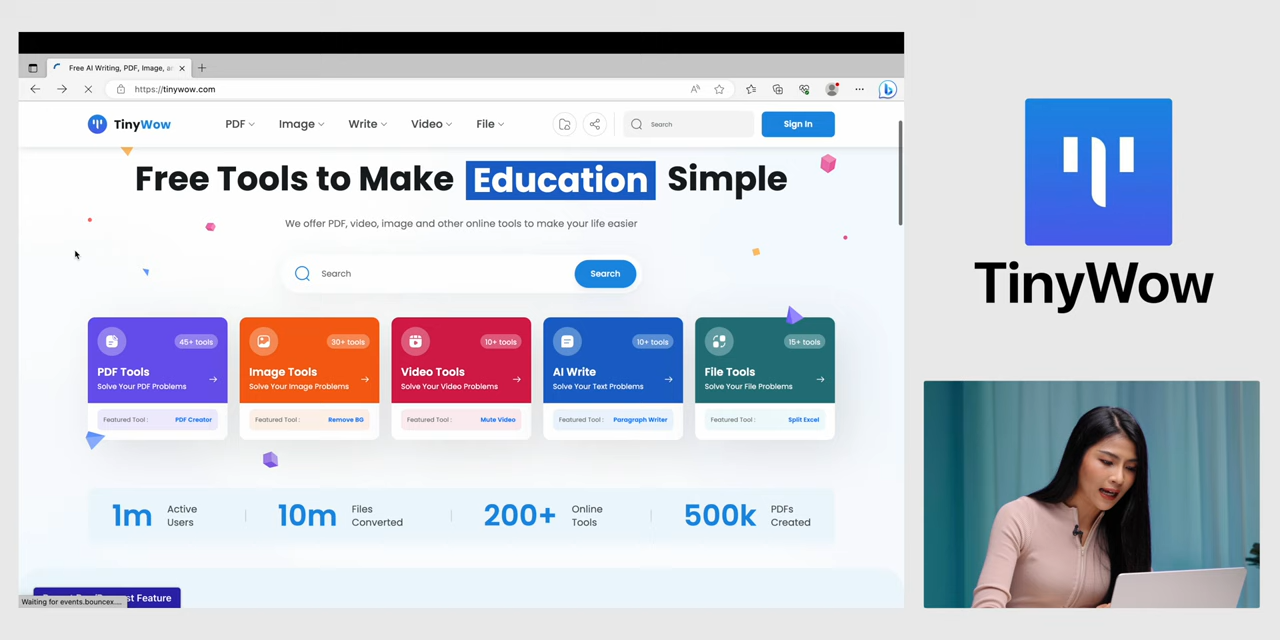 Free AI Writing, PDF, Image, a
https://tinywow.com
TinyWow
PDF
Image
Write
Video
File
Search
Sign In
Free Tools to Make Education Simple
We offer PDF, video, image and other online tools to make your life easier
Search
Search
45+ tools
PDF Tools
Solve Your PDF Problems
Featured Tool :
PDF Creator
30+ tools
Image Tools
Solve Your Image Problems
Featured Tool :
Remove BG
10+ tools
Video Tools
Solve Your Video Problems
Featured Tool :
Mute Video
10+ tools
AI Write
Solve Your Text Problems
Featured Tool :
Paragraph Writer
15+ tools
File Tools
Solve Your File Problems
Featured Tool :
Split Excel
1m Active Users
10m Files Converted
200+ Online Tools
500k PDFs Created
Feature
Waiting for events.bouncex....
TinyWow